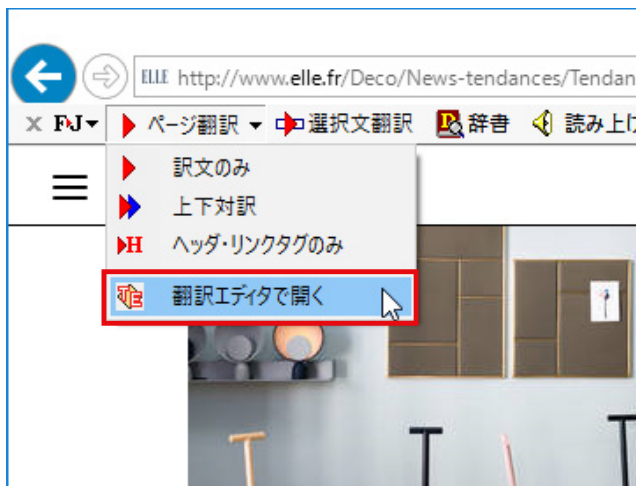 ELLE http://www.elle.fr/Deco/News-tendances/Tendan
× F▸J▼ ページ翻訳 ▼ 選択文翻訳 辞書 読み上げ
訳文のみ
上下対訳
H ヘッダ・リンクタグのみ
TE 翻訳エディタで開く